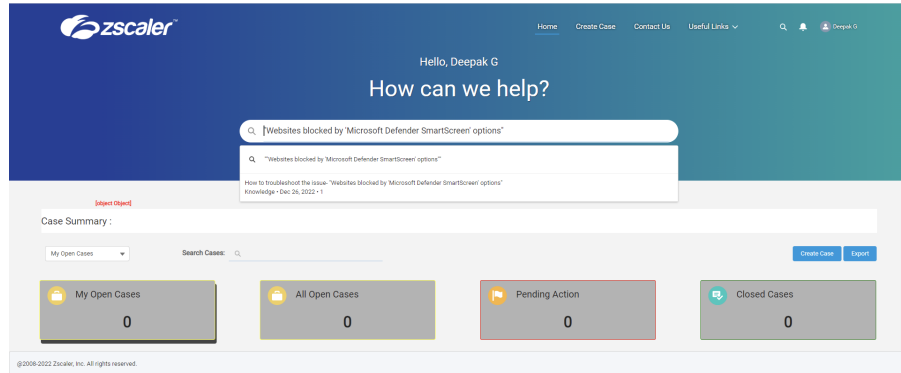 zscaler™
Home Create Case Contact Us Useful Links Deepak G
Hello, Deepak G
How can we help?
"Websites blocked by 'Microsoft Defender SmartScreen' options"
""Websites blocked by 'Microsoft Defender SmartScreen' options""
How to troubleshoot the issue- "Websites blocked by 'Microsoft Defender SmartScreen' options"
Knowledge • Dec 26, 2022 • 1
[object Object]
Case Summary :
My Open Cases Search Cases: Create Case Export
My Open Cases All Open Cases Pending Action Closed Cases
0 0 0 0
@2008-2022 Zscaler, Inc. All rights reserved.